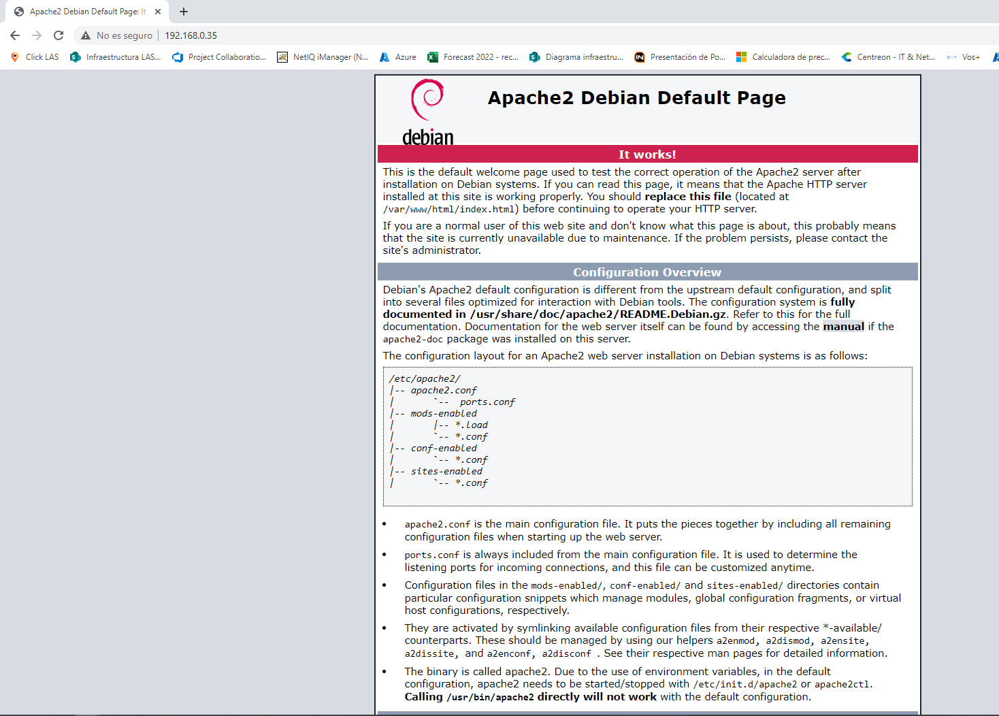 Apache2 Debian Default Page: It
No es seguro | 192.168.0.35
Click LAS
Infraestructura LAS...
Project Collaboratio...
NetIQ iManager (N...
Azure
Forecast 2022 - rec...
Diagrama infraestru...
Presentación de Po...
Calculadora de prec...
Centreon - IT & Net...
Vos+
debian
Apache2 Debian Default Page
It works!
This is the default welcome page used to test the correct operation of the Apache2 server after
installation on Debian systems. If you can read this page, it means that the Apache HTTP server
installed at this site is working properly. You should replace this file (located at
/var/www/html/index.html) before continuing to operate your HTTP server.
If you are a normal user of this web site and don't know what this page is about, this probably means
that the site is currently unavailable due to maintenance. If the problem persists, please contact the
site's administrator.
Configuration Overview
Debian's Apache2 default configuration is different from the upstream default configuration, and split
into several files optimized for interaction with Debian tools. The configuration system is fully
documented in /usr/share/doc/apache2/README.Debian.gz. Refer to this for the full
documentation. Documentation for the web server itself can be found by accessing the manual if the
apache2-doc package was installed on this server.
The configuration layout for an Apache2 web server installation on Debian systems is as follows:
/etc/apache2/
|-- apache2.conf
|       `--  ports.conf
|-- mods-enabled
|       |-- *.load
|       `-- *.conf
|-- conf-enabled
|       `-- *.conf
|-- sites-enabled
|       `-- *.conf
• apache2.conf is the main configuration file. It puts the pieces together by including all remaining
configuration files when starting up the web server.
• ports.conf is always included from the main configuration file. It is used to determine the
listening ports for incoming connections, and this file can be customized anytime.
• Configuration files in the mods-enabled/, conf-enabled/ and sites-enabled/ directories contain
particular configuration snippets which manage modules, global configuration fragments, or virtual
host configurations, respectively.
• They are activated by symlinking available configuration files from their respective *-available/
counterparts. These should be managed by using our helpers a2enmod, a2dismod, a2ensite,
a2dissite, and a2enconf, a2disconf . See their respective man pages for detailed information.
• The binary is called apache2. Due to the use of environment variables, in the default
configuration, apache2 needs to be started/stopped with /etc/init.d/apache2 or apache2ctl.
Calling /usr/bin/apache2 directly will not work with the default configuration.